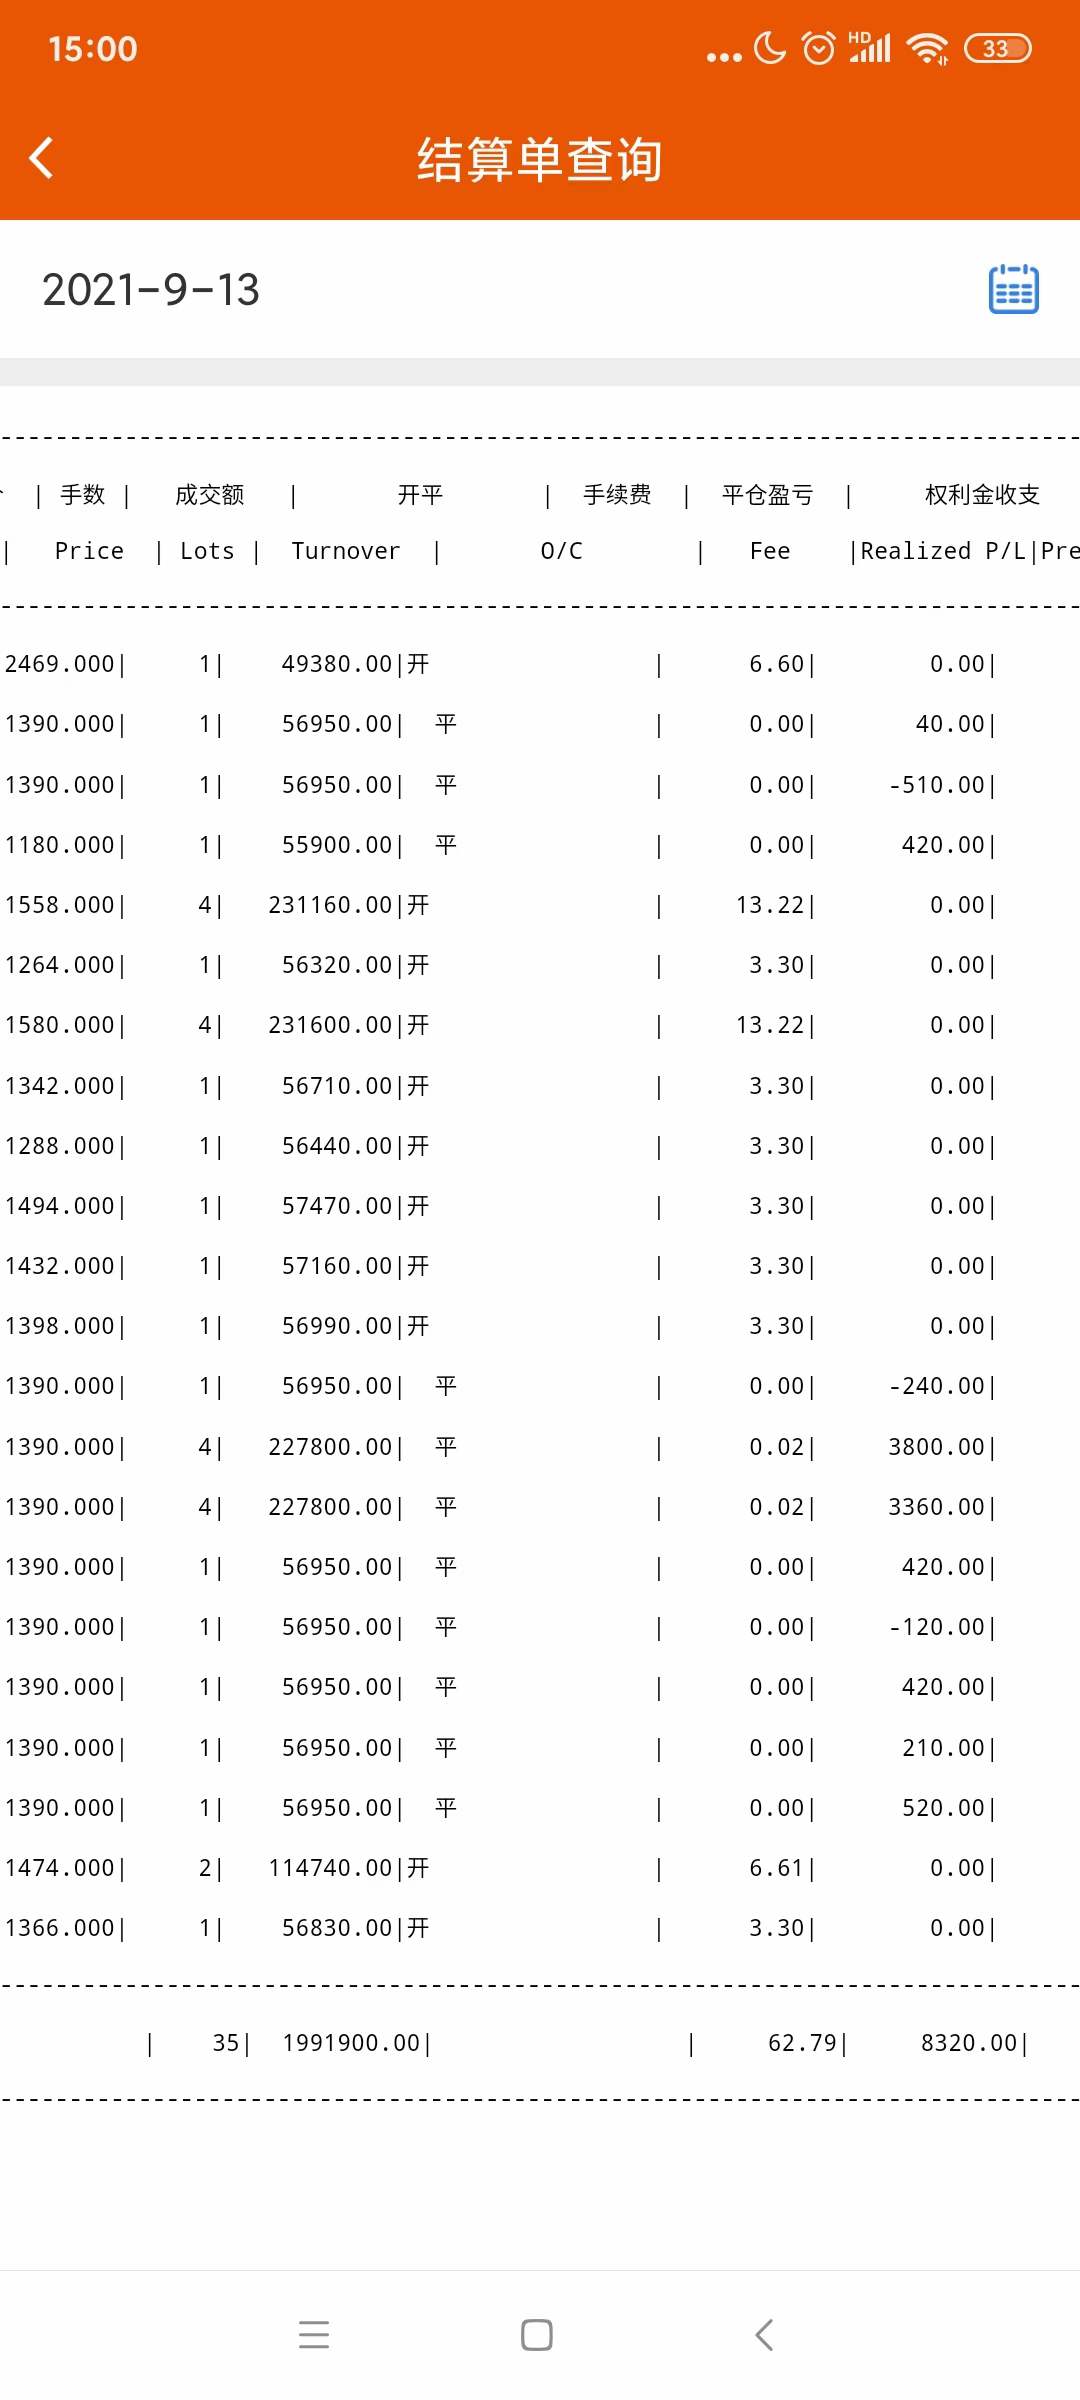 15:00 HD 33
结算单查询
2021-9-13
| 手数 | 成交额 | 开平 | 手续费 | 平仓盈亏 | 权利金收支
| Price | Lots | Turnover | O/C | Fee |Realized P/L|Pre
2469.000| 1| 49380.00|开 | 6.60| 0.00|
1390.000| 1| 56950.00| 平 | 0.00| 40.00|
1390.000| 1| 56950.00| 平 | 0.00| -510.00|
1180.000| 1| 55900.00| 平 | 0.00| 420.00|
1558.000| 4| 231160.00|开 | 13.22| 0.00|
1264.000| 1| 56320.00|开 | 3.30| 0.00|
1580.000| 4| 231600.00|开 | 13.22| 0.00|
1342.000| 1| 56710.00|开 | 3.30| 0.00|
1288.000| 1| 56440.00|开 | 3.30| 0.00|
1494.000| 1| 57470.00|开 | 3.30| 0.00|
1432.000| 1| 57160.00|开 | 3.30| 0.00|
1398.000| 1| 56990.00|开 | 3.30| 0.00|
1390.000| 1| 56950.00| 平 | 0.00| -240.00|
1390.000| 4| 227800.00| 平 | 0.02| 3800.00|
1390.000| 4| 227800.00| 平 | 0.02| 3360.00|
1390.000| 1| 56950.00| 平 | 0.00| 420.00|
1390.000| 1| 56950.00| 平 | 0.00| -120.00|
1390.000| 1| 56950.00| 平 | 0.00| 420.00|
1390.000| 1| 56950.00| 平 | 0.00| 210.00|
1390.000| 1| 56950.00| 平 | 0.00| 520.00|
1474.000| 2| 114740.00|开 | 6.61| 0.00|
1366.000| 1| 56830.00|开 | 3.30| 0.00|
| 35| 1991900.00| | 62.79| 8320.00|